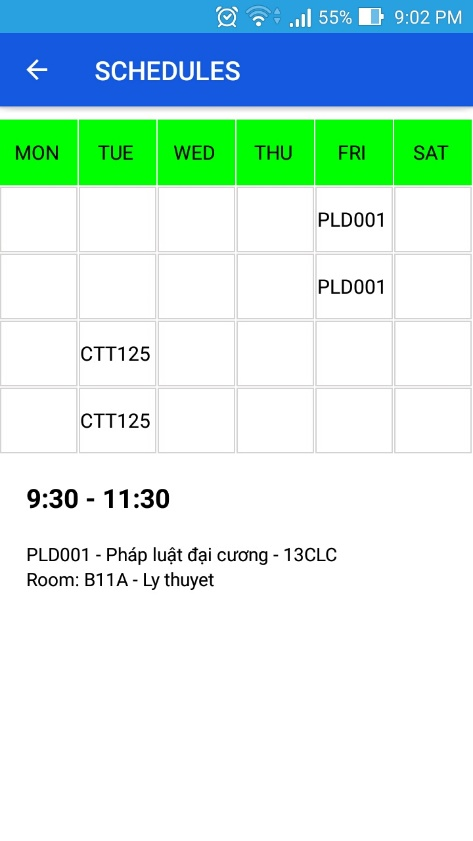 55% 9:02 PM
SCHEDULES
MON TUE WED THU FRI SAT
PLD001
PLD001
CTT125
CTT125
9:30 - 11:30
PLD001 - Pháp luật đại cương - 13CLC
Room: B11A - Ly thuyet